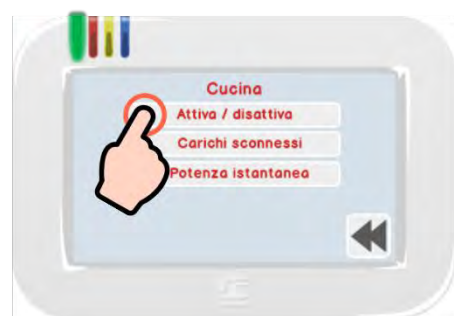 Cucina
Attiva / disattiva
Carichi sconnessi
Potenza istantanea